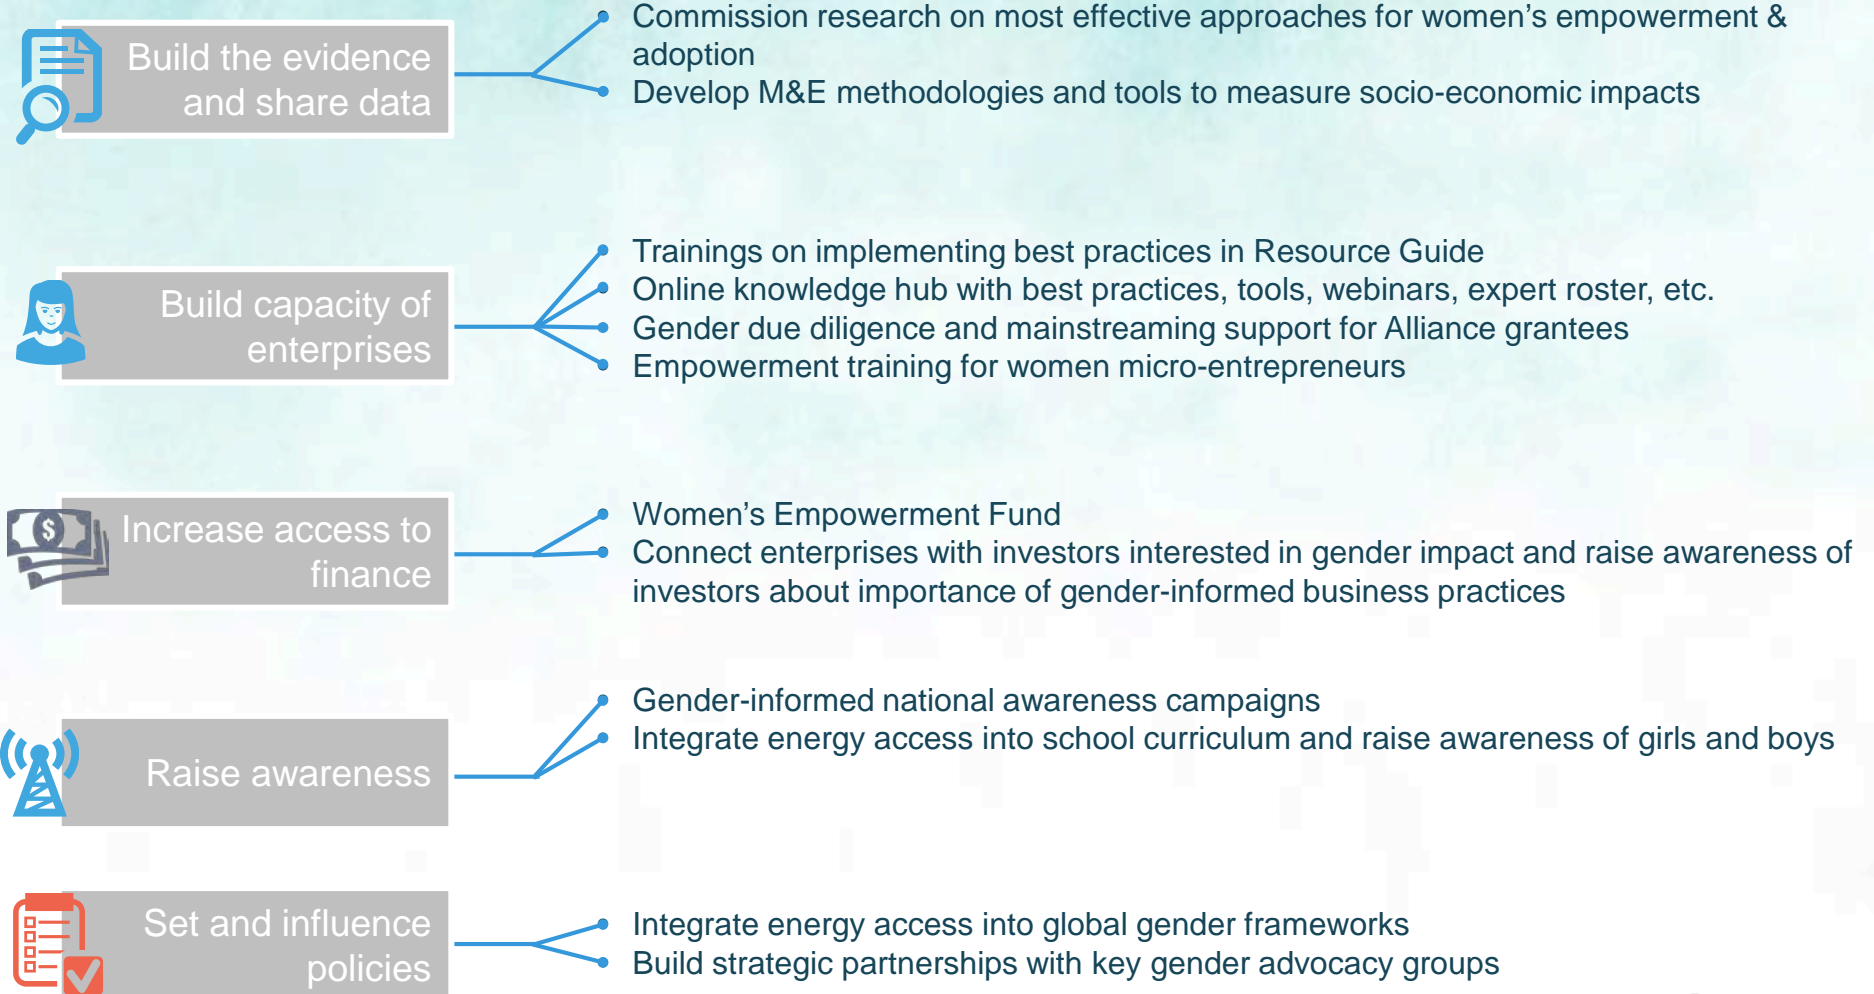 Build the evidence
and share data
• Commission research on most effective approaches for women’s empowerment &
adoption
• Develop M&E methodologies and tools to measure socio-economic impacts
Build capacity of
enterprises
• Trainings on implementing best practices in Resource Guide
• Online knowledge hub with best practices, tools, webinars, expert roster, etc.
• Gender due diligence and mainstreaming support for Alliance grantees
• Empowerment training for women micro-entrepreneurs
$
Increase access to
finance
• Women’s Empowerment Fund
• Connect enterprises with investors interested in gender impact and raise awareness of
investors about importance of gender-informed business practices
Raise awareness
• Gender-informed national awareness campaigns
• Integrate energy access into school curriculum and raise awareness of girls and boys
Set and influence
policies
• Integrate energy access into global gender frameworks
• Build strategic partnerships with key gender advocacy groups